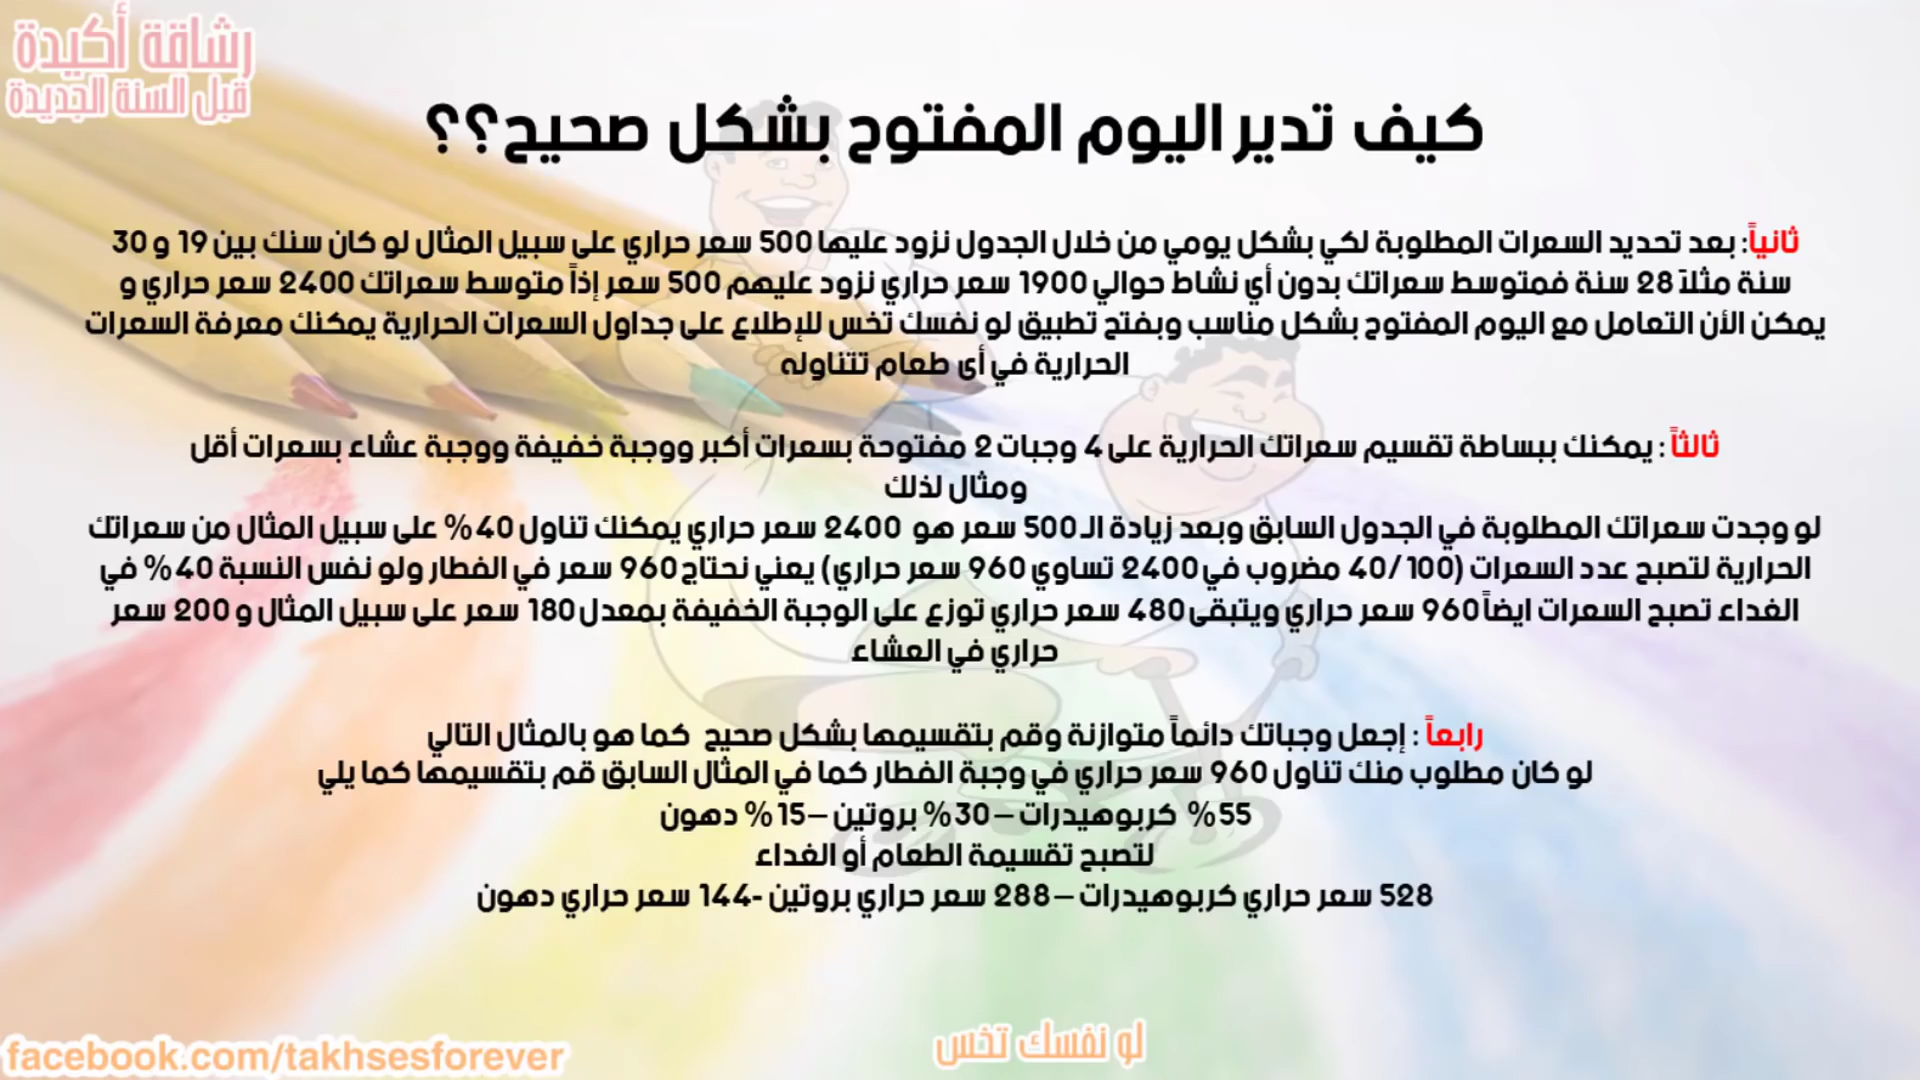 رشاقة أكيدة
قبل السنة الجديدة
كيف تدير اليوم المفتوح بشكل صحيح؟؟
ثانياً: بعد تحديد السعرات المطلوبة لكي بشكل يومي من خلال الجدول نزود عليها 500 سعر حراري على سبيل المثال لو كان سنك بين 19 و 30
سنة مثلاً 28 سنة فمتوسط سعراتك بدون أي نشاط حوالي 1900 سعر حراري نزود عليهم 500 سعر إذاً متوسط سعراتك 2400 سعر حراري و
يمكن الأن التعامل مع اليوم المفتوح بشكل مناسب وبفتح تطبيق لو نفسك تخس للإطلاع على جداول السعرات الحرارية يمكنك معرفة السعرات
الحرارية في أى طعام تتناوله
ثالثاً : يمكنك ببساطة تقسيم سعراتك الحرارية على 4 وجبات 2 مفتوحة بسعرات أكبر ووجبة خفيفة ووجبة عشاء بسعرات أقل
ومثال لذلك
لو وجدت سعراتك المطلوبة في الجدول السابق وبعد زيادة الـ 500 سعر هو 2400 سعر حراري يمكنك تناول 40% على سبيل المثال من سعراتك
الحرارية لتصبح عدد السعرات (40/100 مضروب في 2400 تساوي 960 سعر حراري) يعني نحتاج 960 سعر في الفطار ولو نفس النسبة 40% في
الغداء تصبح السعرات ايضاً 960 سعر حراري ويتبقى 480 سعر حراري توزع على الوجبة الخفيفة بمعدل 180 سعر على سبيل المثال و 200 سعر
حراري في العشاء
رابعاً : إجعل وجباتك دائماً متوازنة وقم بتقسيمها بشكل صحيح كما هو بالمثال التالي
لو كان مطلوب منك تناول 960 سعر حراري في وجبة الفطار كما في المثال السابق قم بتقسيمها كما يلي
55% كربوهيدرات – 30% بروتين – 15% دهون
لتصبح تقسيمة الطعام أو الغداء
528 سعر حراري كربوهيدرات – 288 سعر حراري بروتين - 144 سعر حراري دهون
لو نفسك تخس
facebook.com/takhsesforever